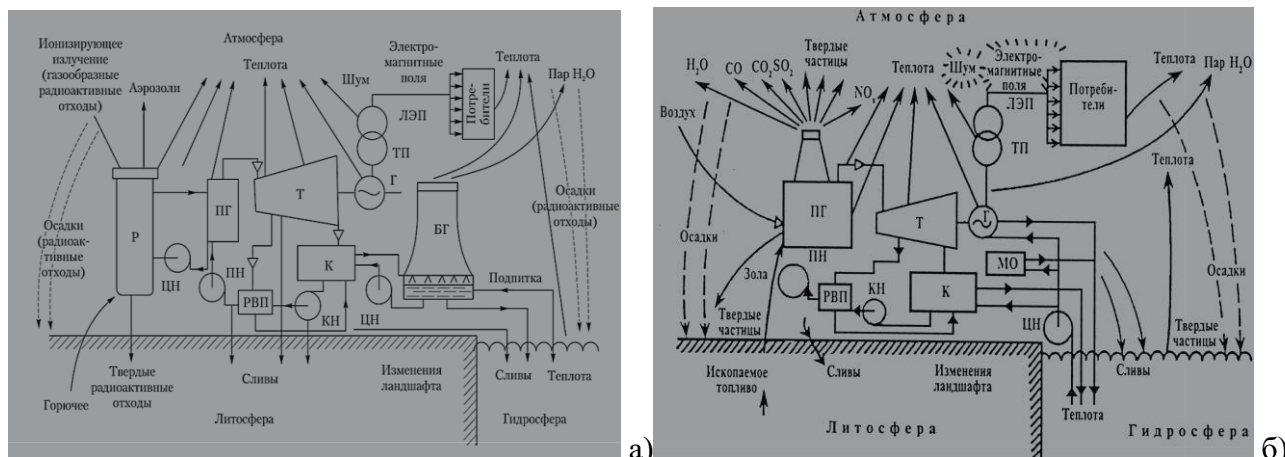 Ионизирующее
излучение
(газообразные
радиоактивные
отходы)
Аэрозоли
Атмосфера
Теплота
Шум
Электро-
магнитные
поля
Потре-
бители
ЛЭП
ТП
Теплота
Пар H₂O
Осадки
(радиоак-
тивные
отходы)
Р
ПГ
Т
Г
БГ
Осадки
(радиоактивные
отходы)
ЦН
ПН
РВП
К
КН
ЦН
Подпитка
Твердые
радиоактивные
отходы
Горючее
Сливы
Изменения
ландшафта
Сливы
Теплота
Литосфера
Гидросфера
а)
Атмосфера
H₂O
CO
CO₂
SO₂
Твердые
частицы
NOₓ
Теплота
Шум
Электро-
магнитные
поля
ЛЭП
ТП
Потреби-
тели
Теплота
Пар H₂O
Воздух
Теплота
Осадки
ПГ
Т
Г
МО
Зола
ПН
РВП
КН
К
ЦН
Осадки
Твердые
частицы
Твердые
частицы
Ископаемое
топливо
Сливы
Изменения
ландшафта
Сливы
Теплота
Литосфера
Гидросфера
б)